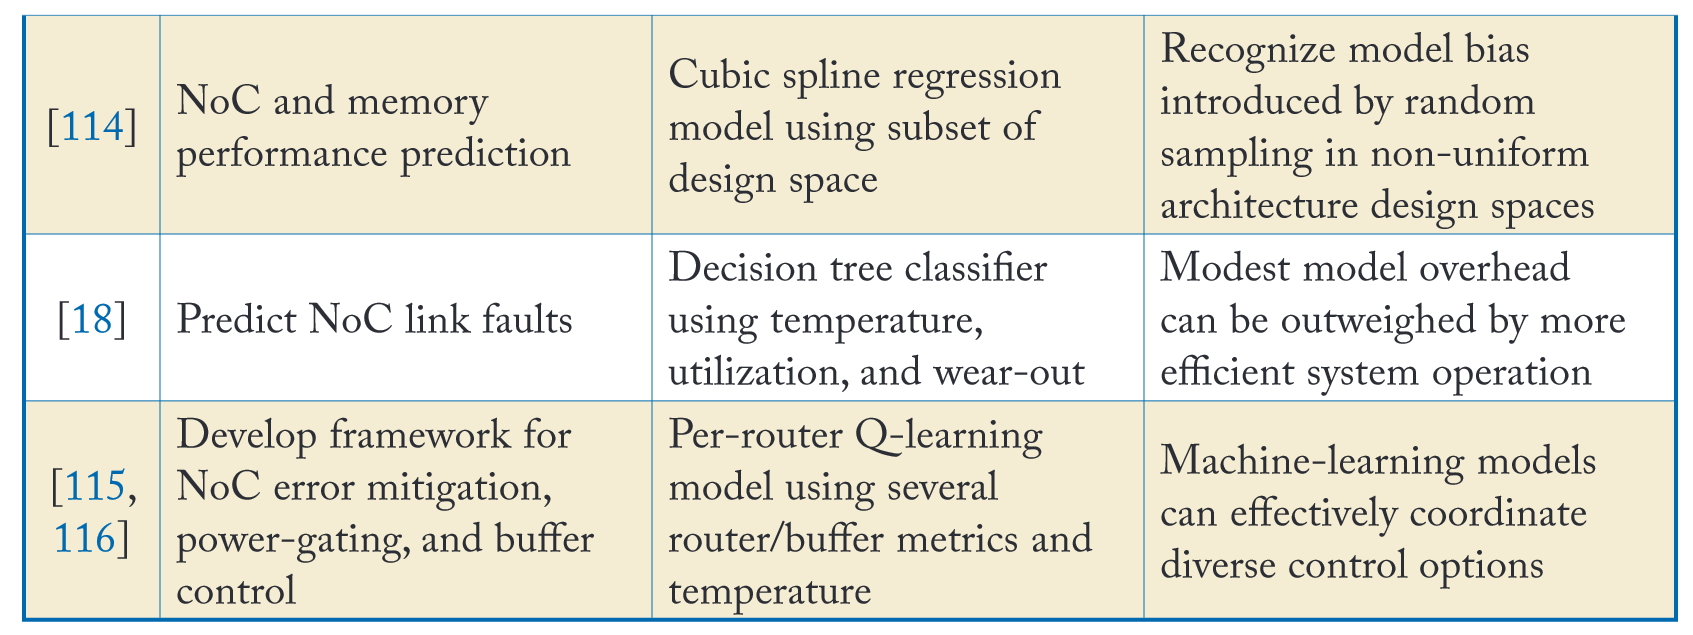 [114]
NoC and memory
performance prediction
Cubic spline regression
model using subset of
design space
Recognize model bias
introduced by random
sampling in non-uniform
architecture design spaces
[18]
Predict NoC link faults
Decision tree classifier
using temperature,
utilization, and wear-out
Modest model overhead
can be outweighed by more
efficient system operation
[115,
116]
Develop framework for
NoC error mitigation,
power-gating, and buffer
control
Per-router Q-learning
model using several
router/buffer metrics and
temperature
Machine-learning models
can effectively coordinate
diverse control options